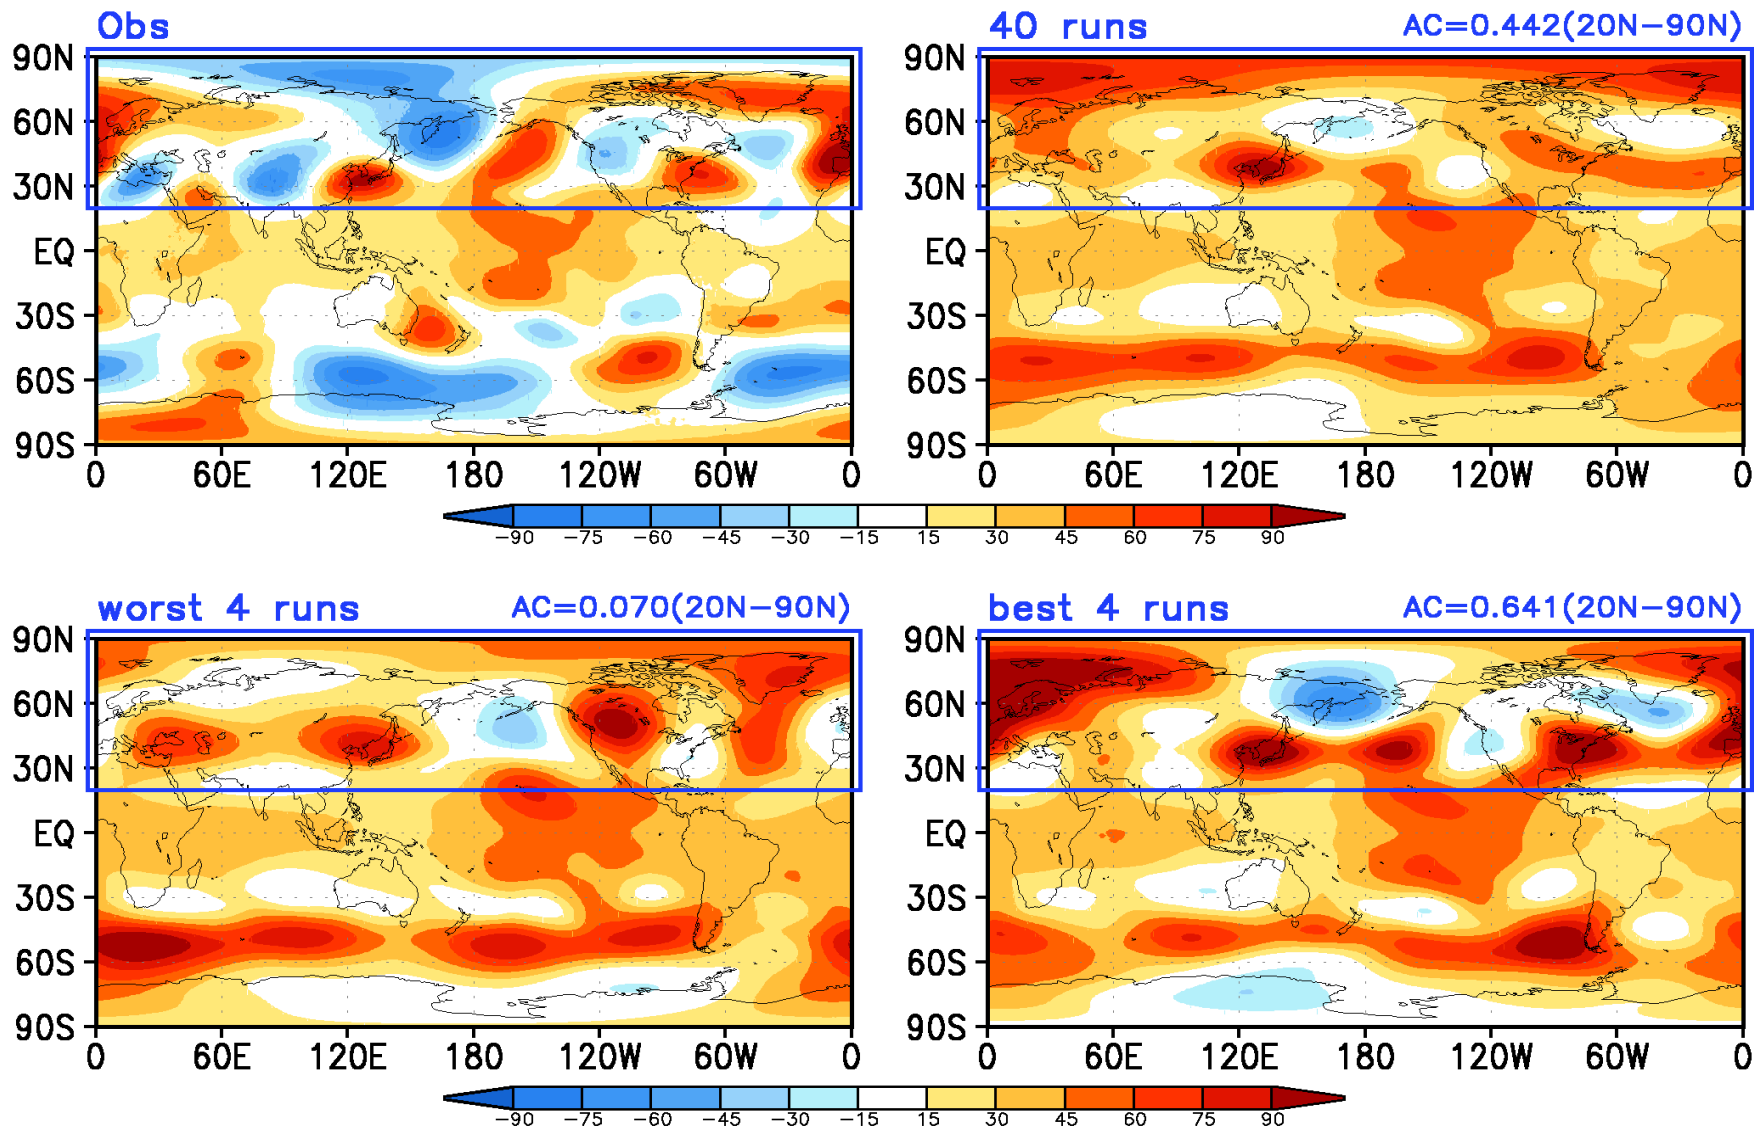 Obs
40 runs AC=0.442(20N−90N)
90N 90N
60N 60N
30N 30N
EQ EQ
30S 30S
60S 60S
90S 90S
0 60E 120E 180 120W 60W 0 0 60E 120E 180 120W 60W 0
−90 −75 −60 −45 −30 −15 15 30 45 60 75 90
worst 4 runs AC=0.070(20N−90N)
best 4 runs AC=0.641(20N−90N)
90N 90N
60N 60N
30N 30N
EQ EQ
30S 30S
60S 60S
90S 90S
0 60E 120E 180 120W 60W 0 0 60E 120E 180 120W 60W 0
−90 −75 −60 −45 −30 −15 15 30 45 60 75 90